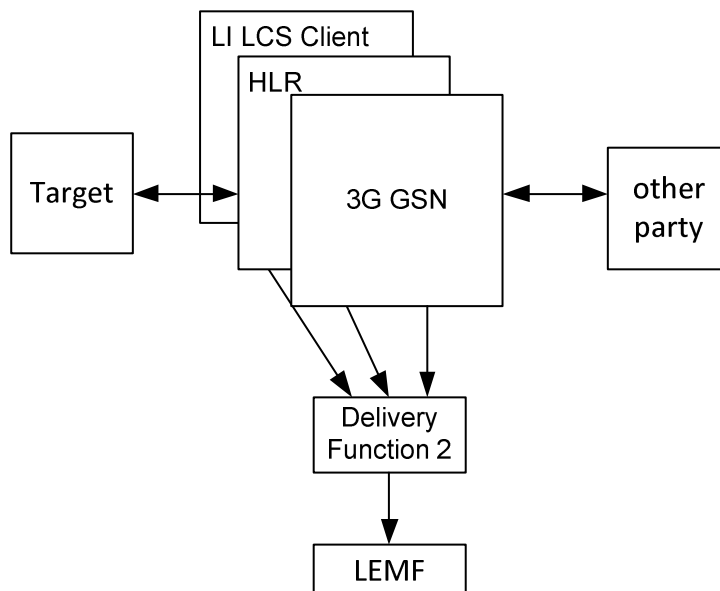 LI LCS Client
HLR
Target
3G GSN
other
party
Delivery
Function 2
LEMF